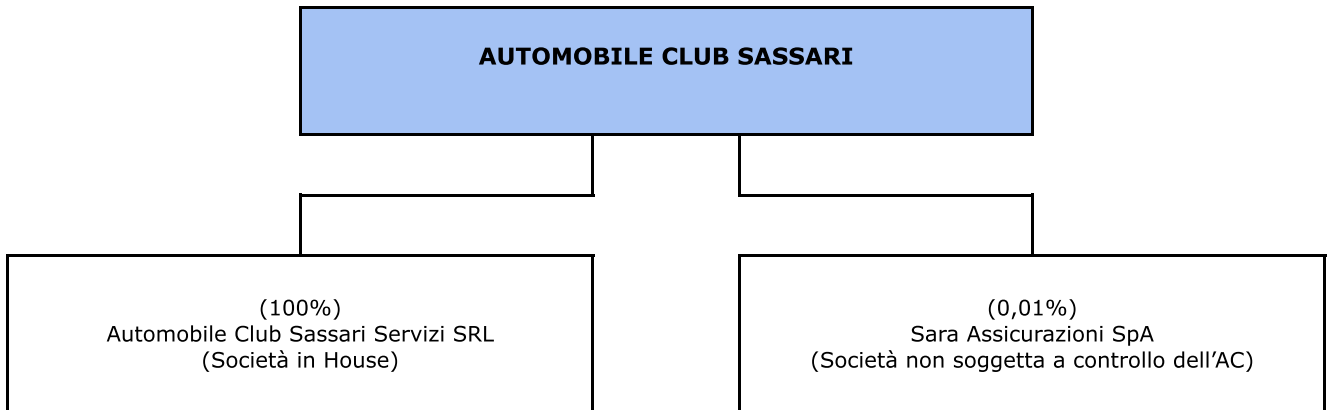 AUTOMOBILE CLUB SASSARI
(100%)
Automobile Club Sassari Servizi SRL
(Società in House)
(0,01%)
Sara Assicurazioni SpA
(Società non soggetta a controllo dell’AC)